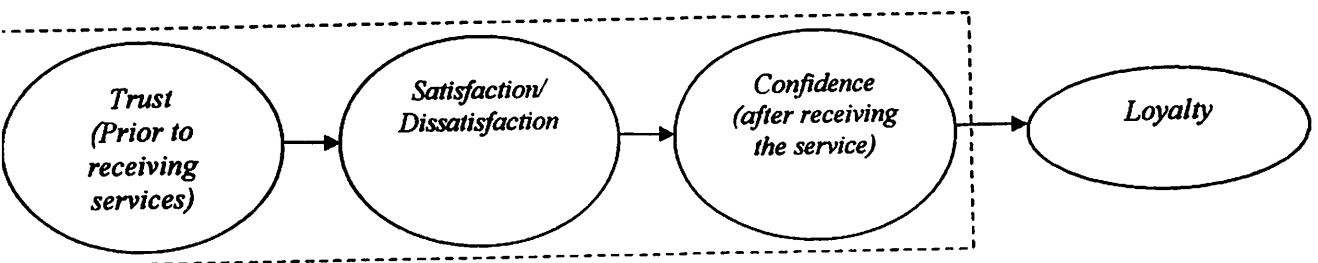 Trust
(Prior to
receiving
services)
Satisfaction/
Dissatisfaction
Confidence
(after receiving
the service)
Loyalty